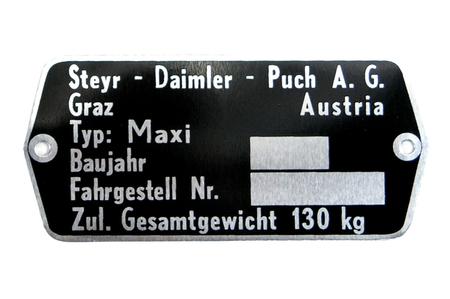 Steyr - Daimler - Puch A. G.
Graz Austria
Typ: Maxi
Baujahr
Fahrgestell Nr.
Zul. Gesamtgewicht 130 kg